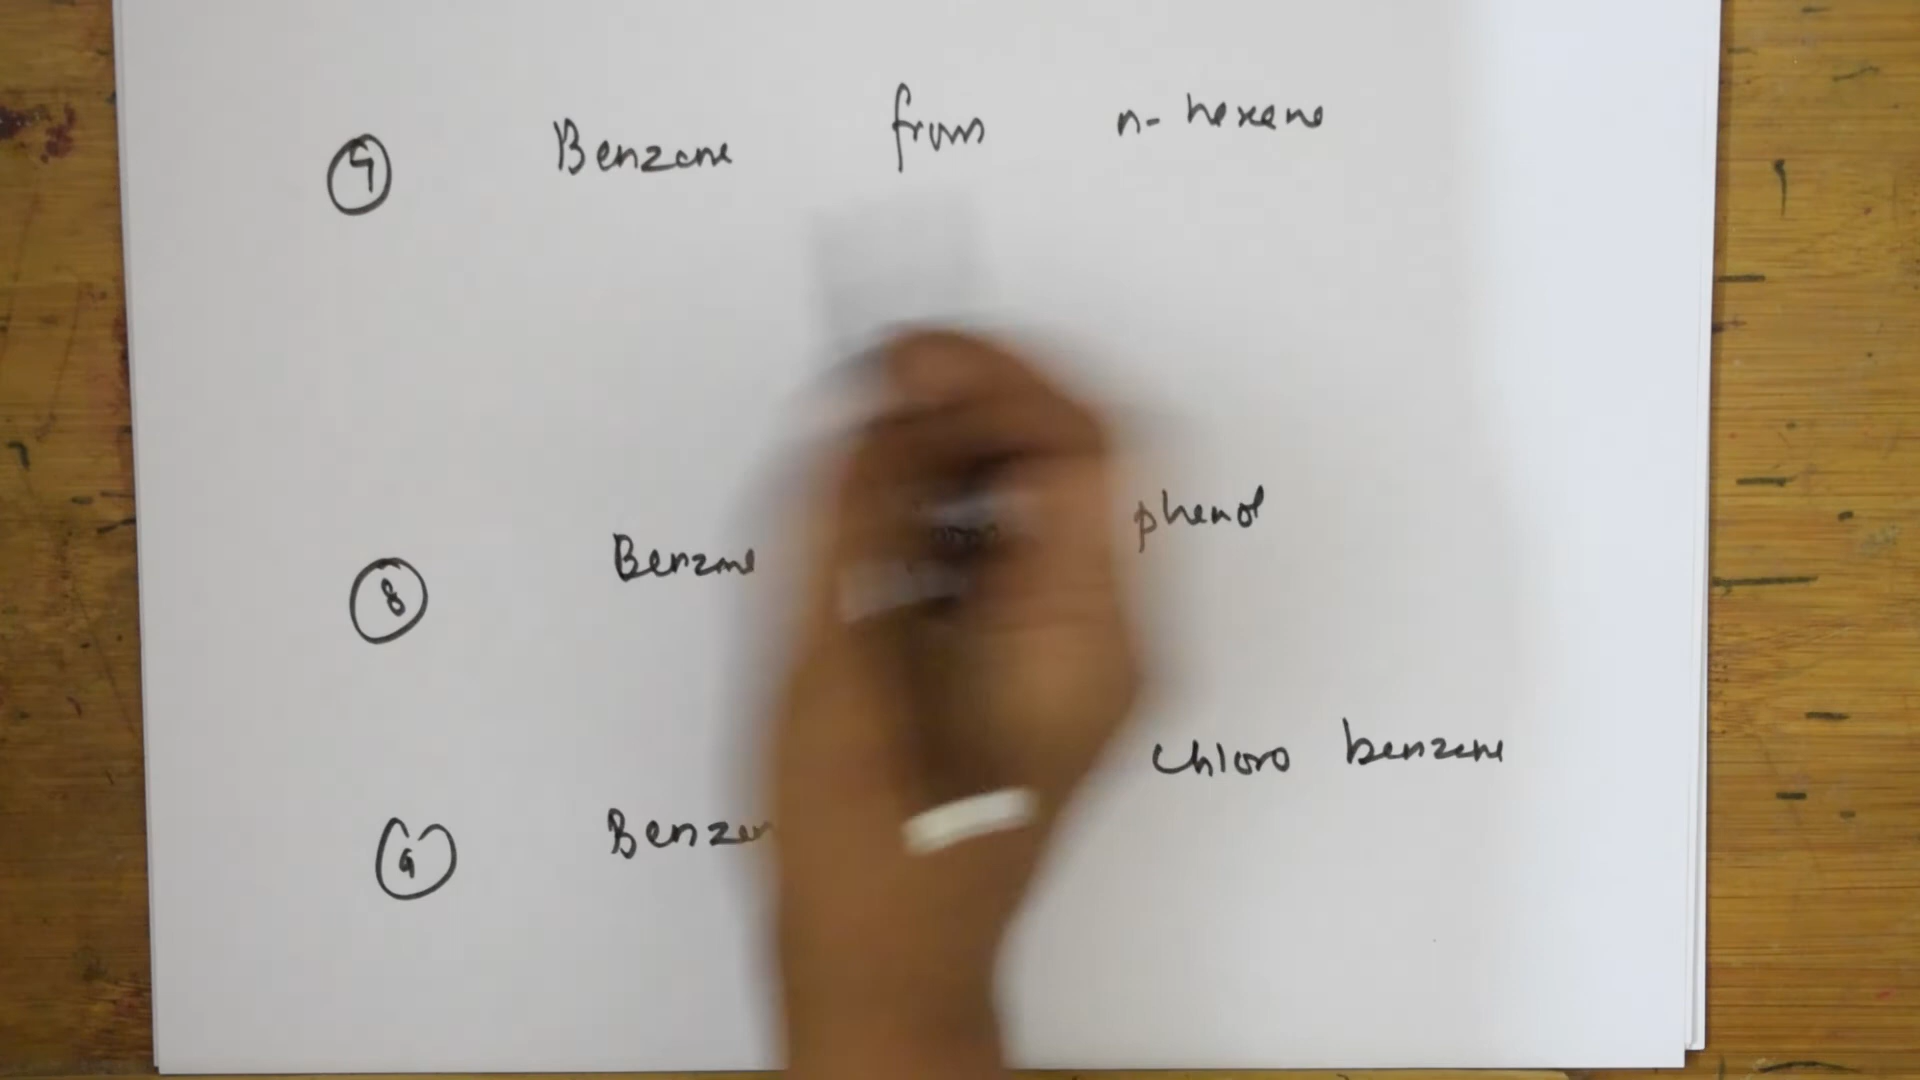 7 Benzene from n-hexane
8 Benzene phenol
9 Benzen chloro benzene